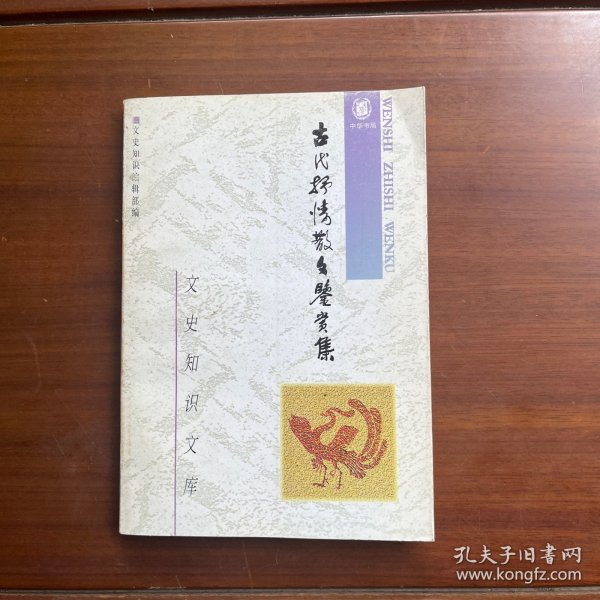 中华书局
WENSHI ZHISHI WENKU
古代抒情散文鉴赏集
文史知识编辑部编
文史知识文库
孔夫子旧书网
www.kongfz.com